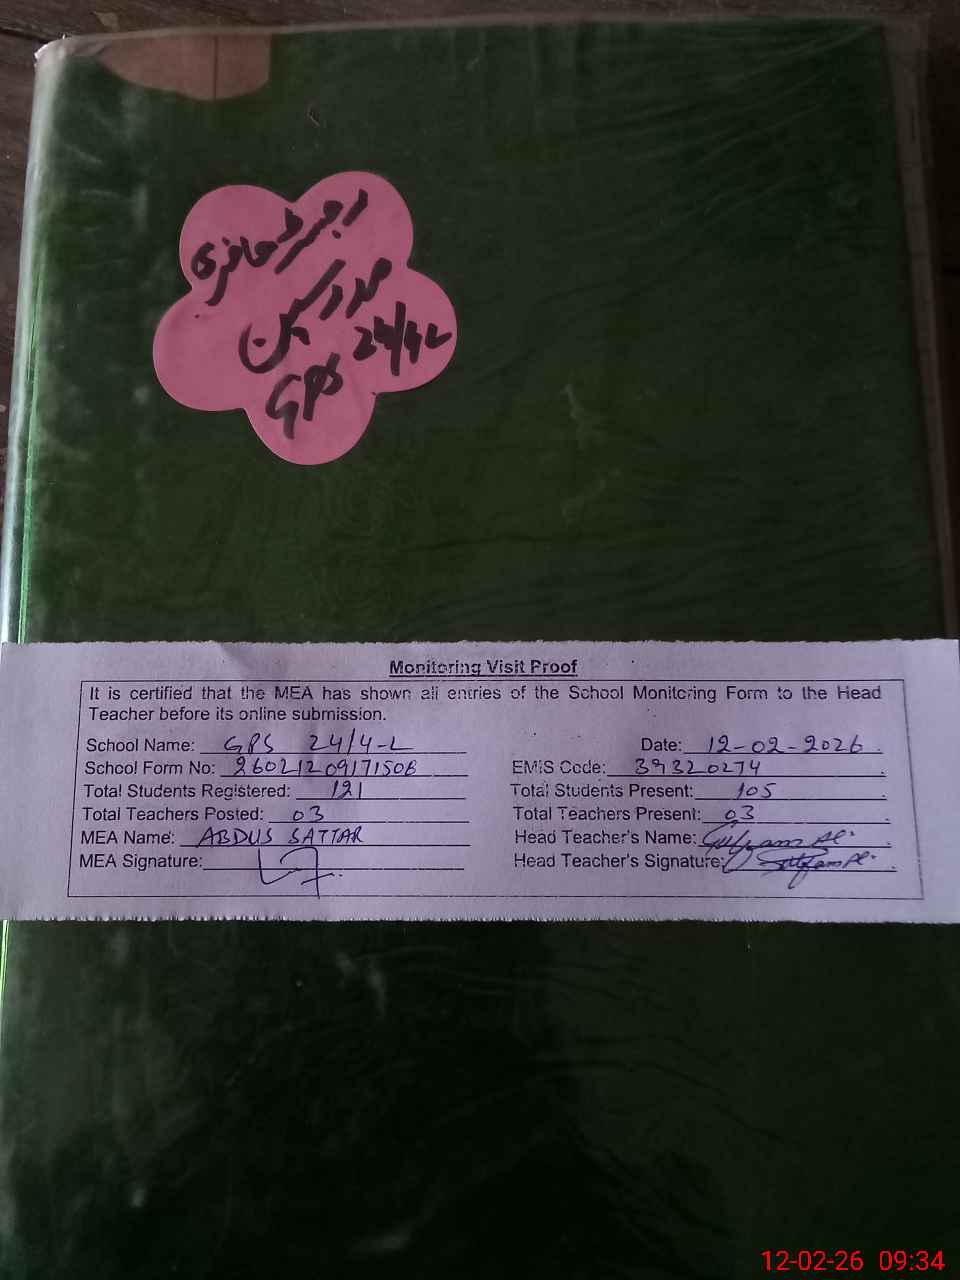 رجسٹر حاضری
مدرسین
GPS 24/4L
Monitoring Visit Proof
It is certified that the MEA has shown all entries of the School Monitoring Form to the Head
Teacher before its online submission.
School Name: GPS 24/4-L Date: 12-02-2026
School Form No: 26021209171508 EMIS Code: 39320274
Total Students Registered: 121 Total Students Present: 105
Total Teachers Posted: 03 Total Teachers Present: 03
MEA Name: ABDUS SATTAR Head Teacher's Name:
MEA Signature: Head Teacher's Signature:
12-02-26 09:34